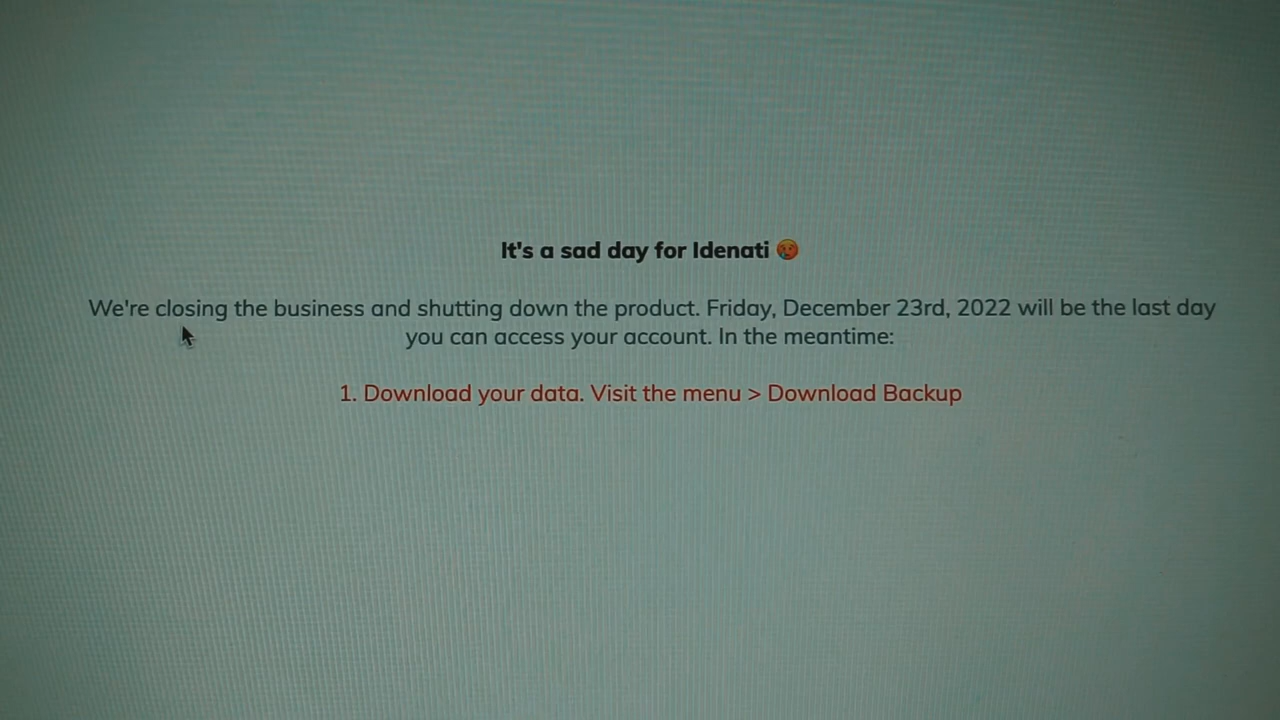 It's a sad day for Idenati 😥
We're closing the business and shutting down the product. Friday, December 23rd, 2022 will be the last day
you can access your account. In the meantime:
1. Download your data. Visit the menu > Download Backup